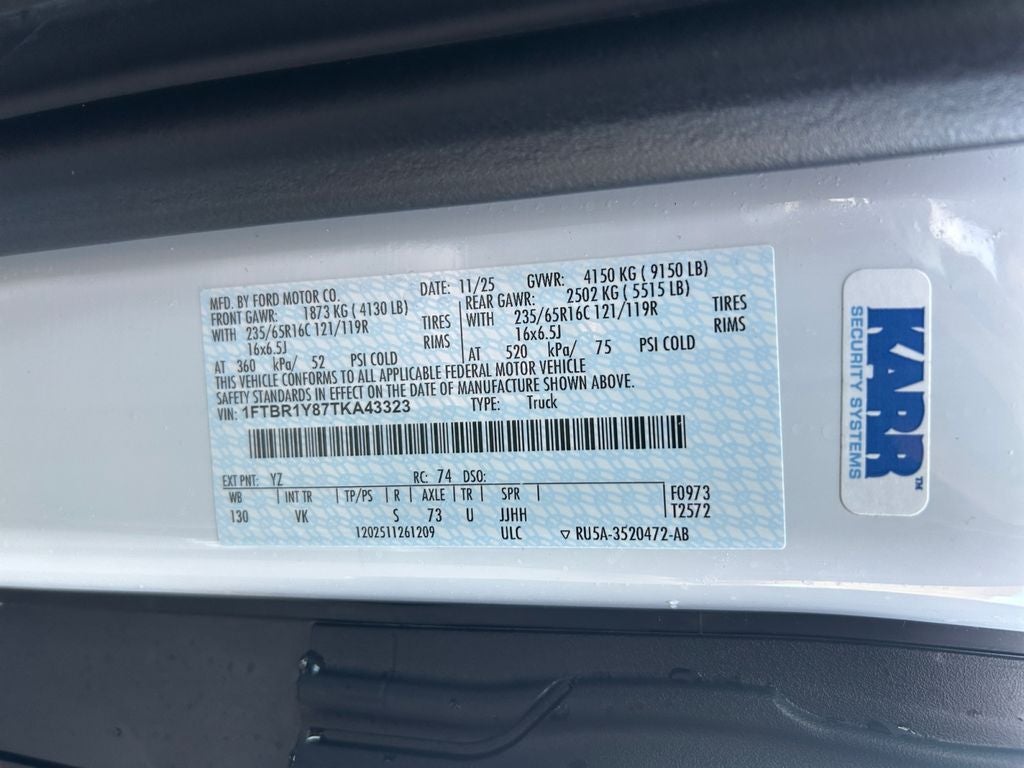 MFD. BY FORD MOTOR CO.
DATE: 11/25 GVWR: 4150 KG ( 9150 LB)
FRONT GAWR: 1873 KG ( 4130 LB)
WITH 235/65R16C 121/119R TIRES
16x6.5J RIMS
AT 360 kPa/ 52 PSI COLD
REAR GAWR: 2502 KG ( 5515 LB)
WITH 235/65R16C 121/119R TIRES
16x6.5J RIMS
AT 520 kPa/ 75 PSI COLD
THIS VEHICLE CONFORMS TO ALL APPLICABLE FEDERAL MOTOR VEHICLE
SAFETY STANDARDS IN EFFECT ON THE DATE OF MANUFACTURE SHOWN ABOVE.
VIN: 1FTBR1Y87TKA43323 TYPE: Truck
EXT PNT: YZ RC: 74 DSO:
WB INT TR TP/PS R AXLE TR SPR F0973
130 VK S 73 U JJHH T2572
1202511261209 ULC ▽ RU5A-3520472-AB
KARR™
SECURITY SYSTEMS